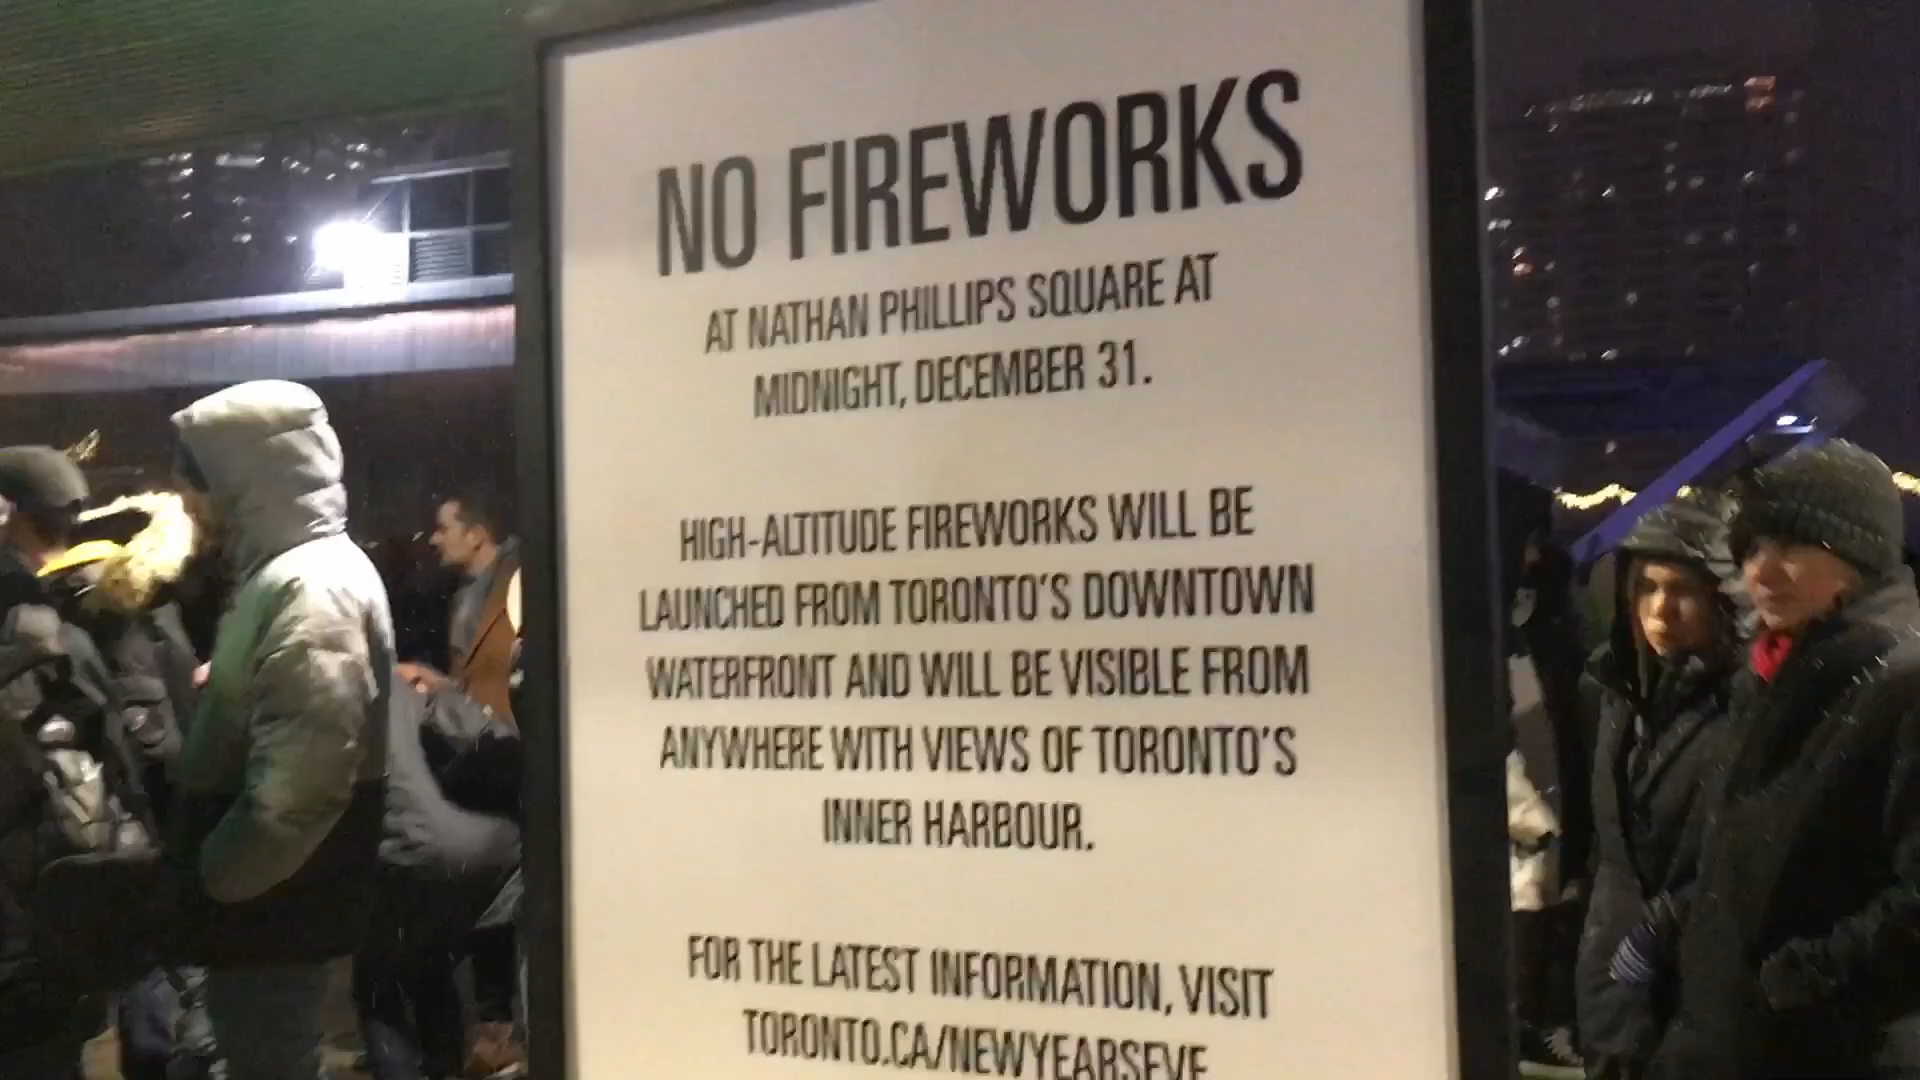 NO FIREWORKS
AT NATHAN PHILLIPS SQUARE AT
MIDNIGHT, DECEMBER 31.
HIGH-ALTITUDE FIREWORKS WILL BE
LAUNCHED FROM TORONTO'S DOWNTOWN
WATERFRONT AND WILL BE VISIBLE FROM
ANYWHERE WITH VIEWS OF TORONTO'S
INNER HARBOUR.
FOR THE LATEST INFORMATION, VISIT
TORONTO.CA/NEWYEARSEVE